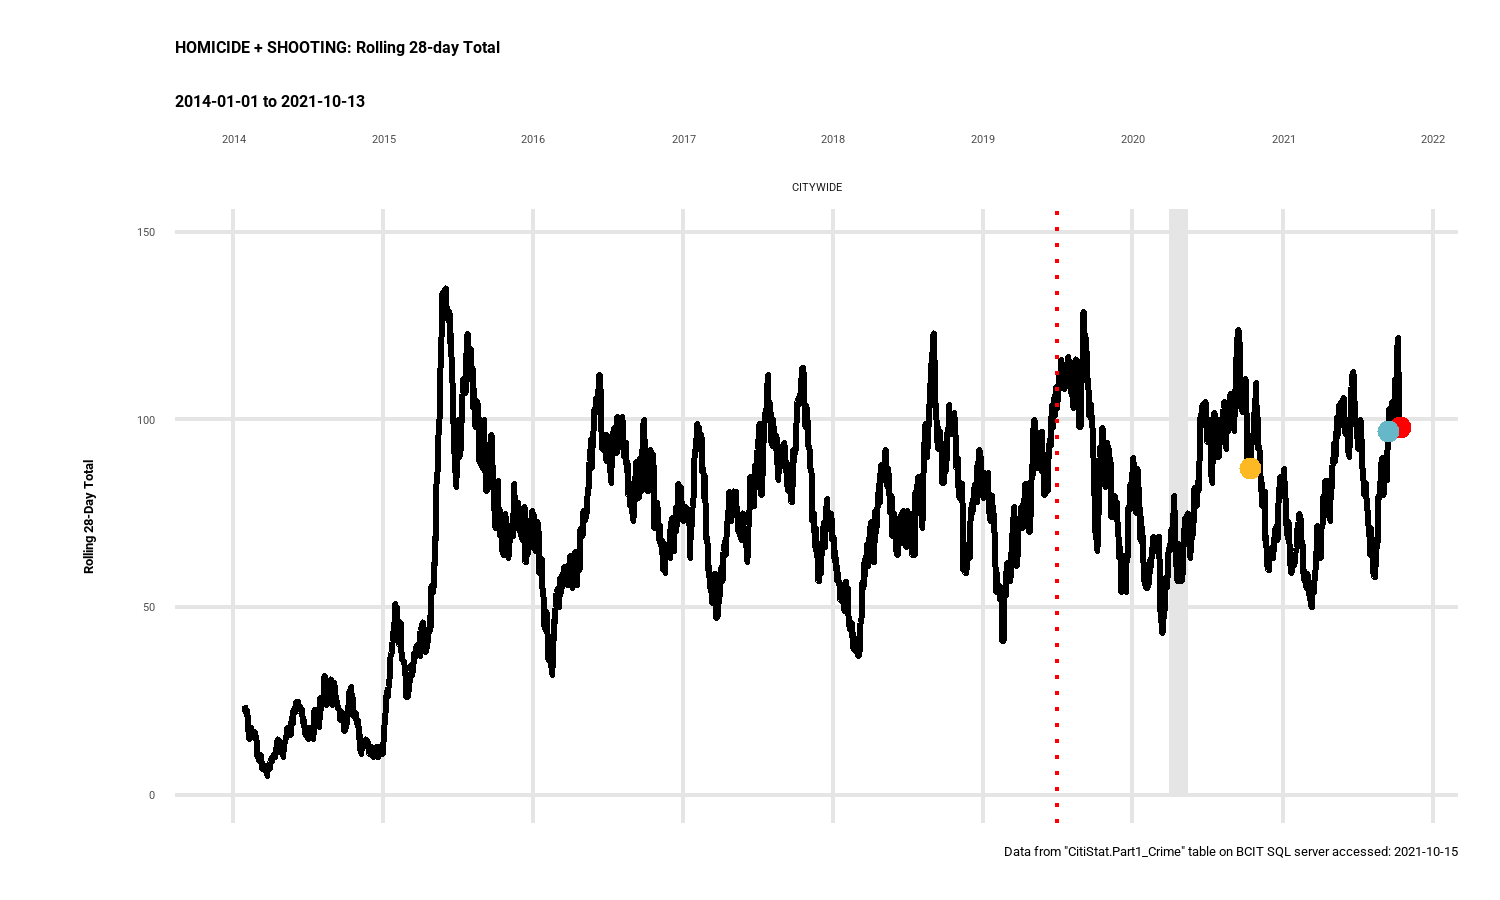 HOMICIDE + SHOOTING: Rolling 28-day Total
2014-01-01 to 2021-10-13
2014 2015 2016 2017 2018 2019 2020 2021 2022
CITYWIDE
150
100
50
0
Rolling 28-Day Total
Data from "CitiStat.Part1_Crime" table on BCIT SQL server accessed: 2021-10-15